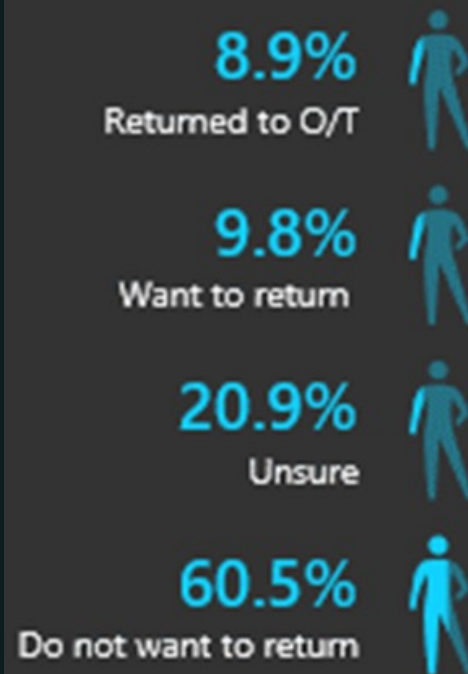 8.9%
Returned to O/T
9.8%
Want to return
20.9%
Unsure
60.5%
Do not want to return